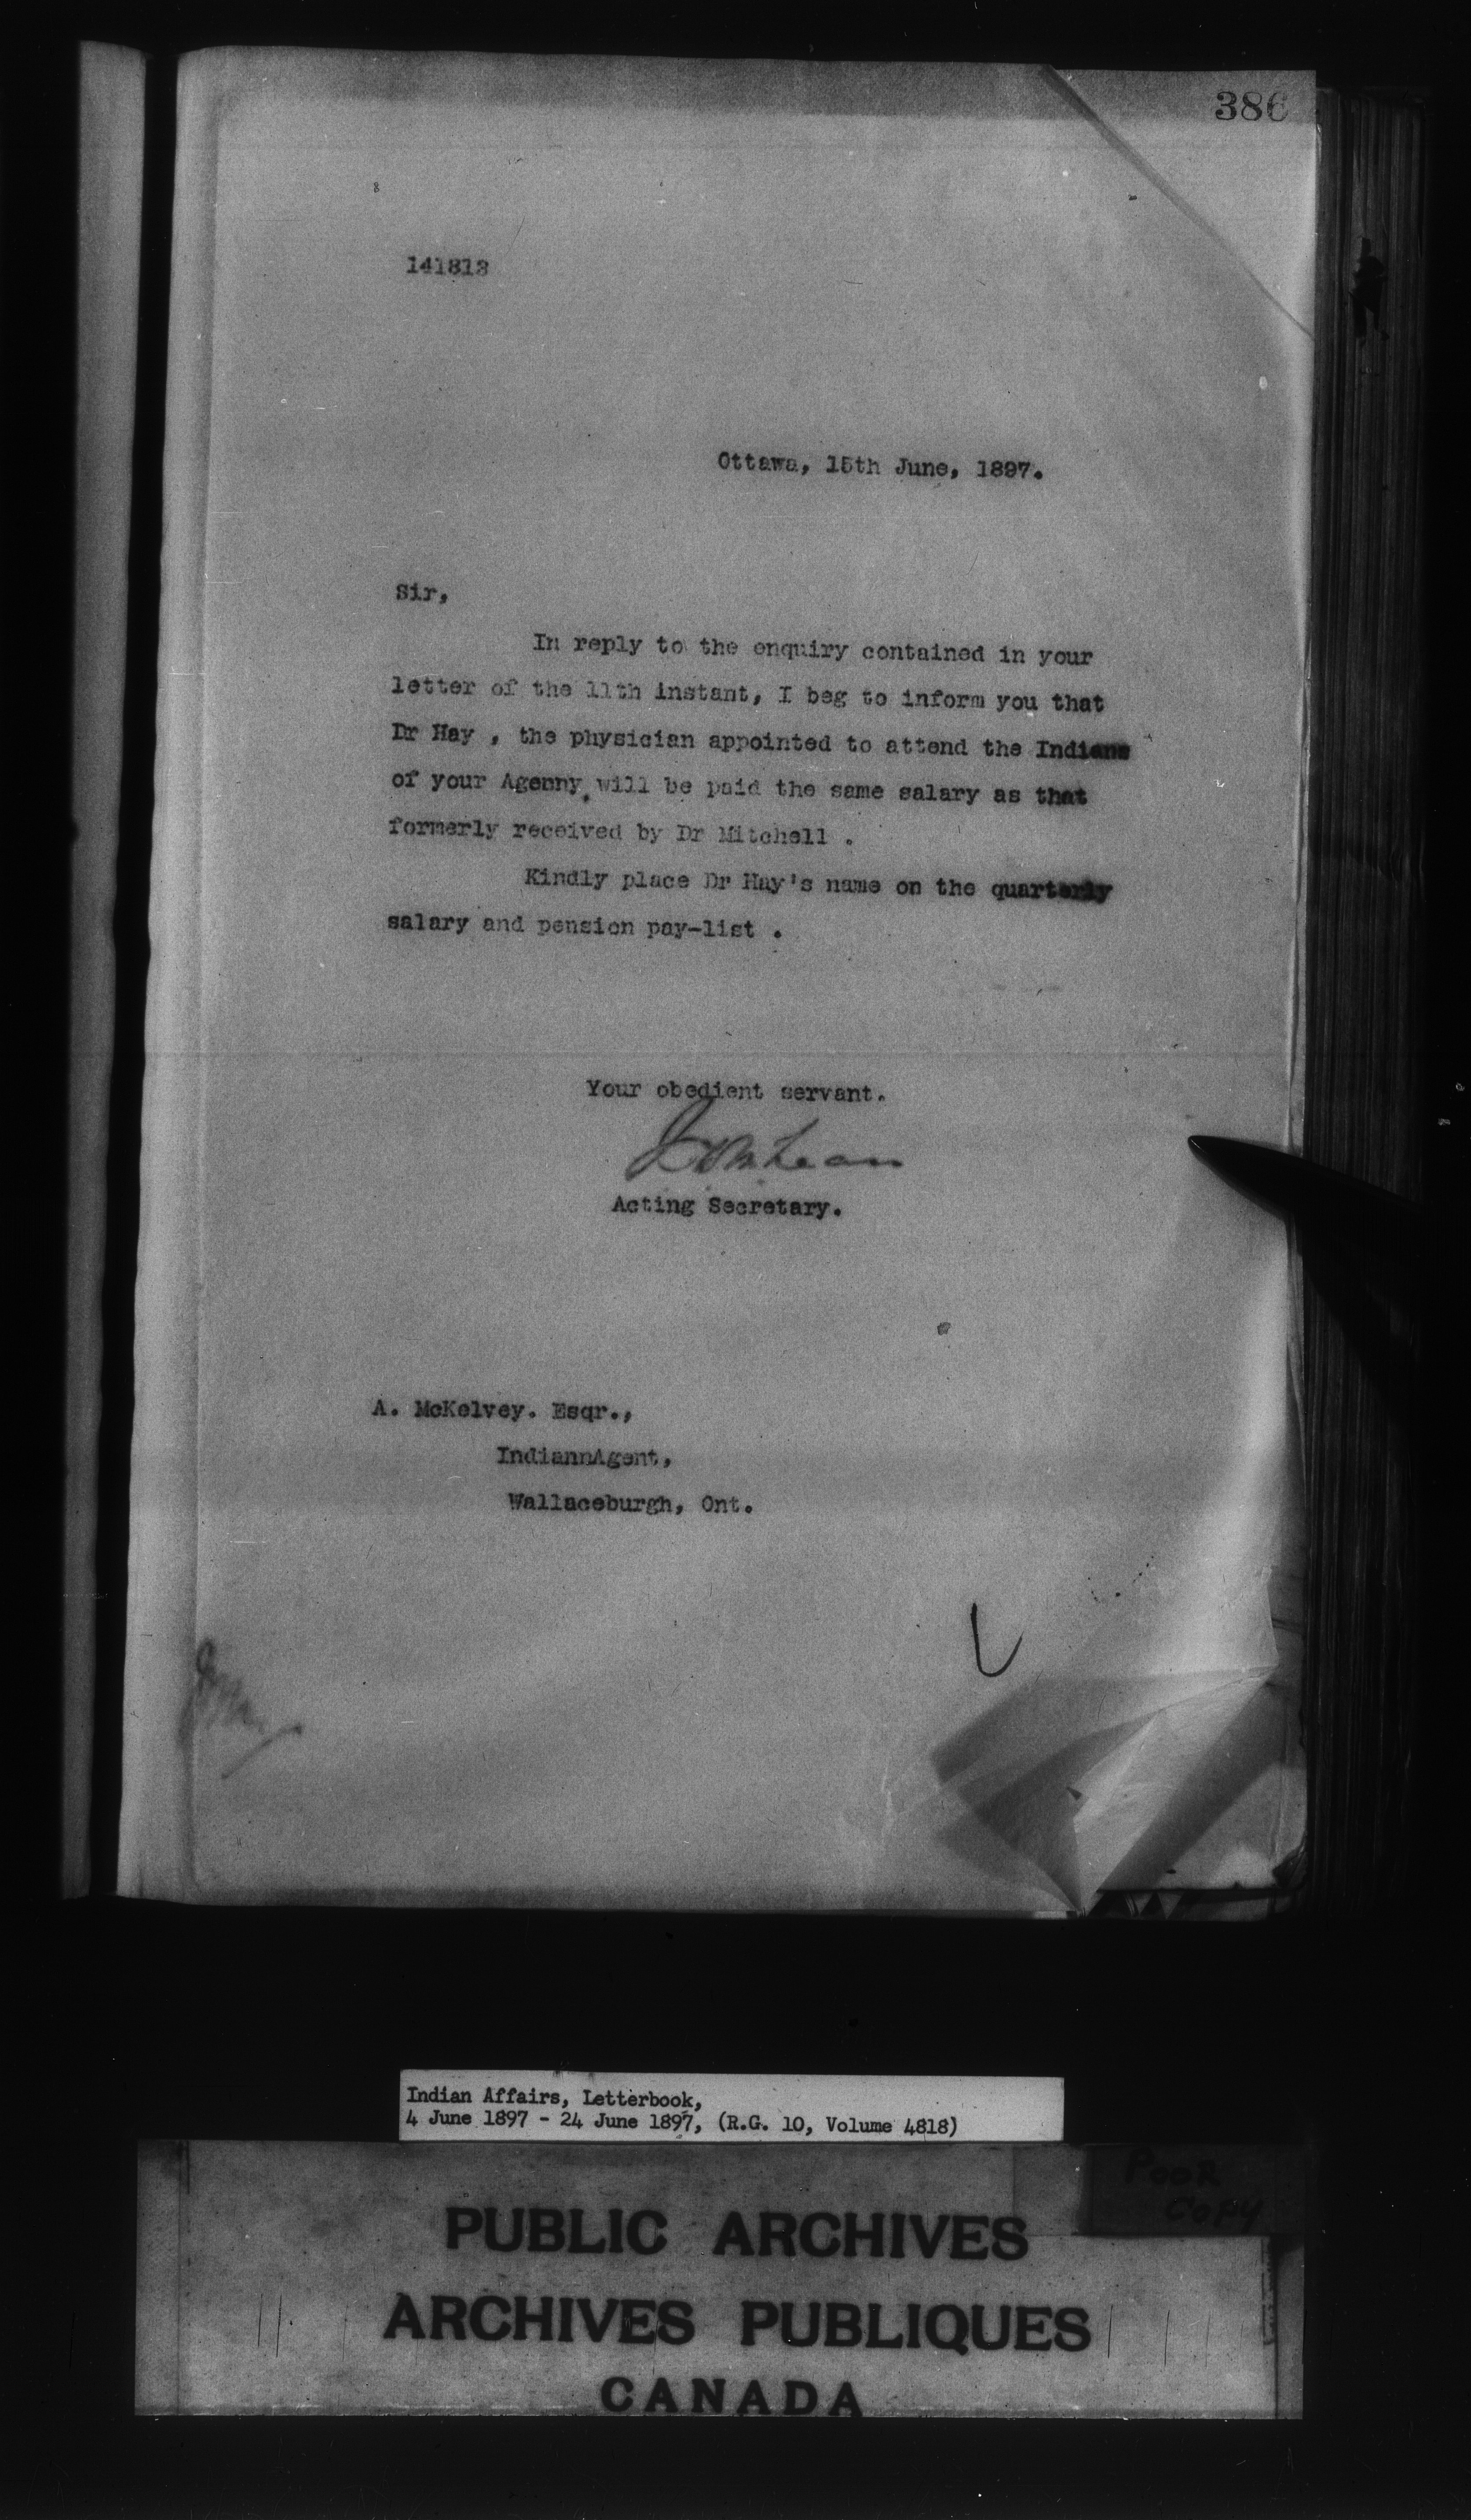 386
141813
Ottawa, 15th June, 1897.
Sir,
In reply to the enquiry contained in your
letter of the 11th instant, I beg to inform you that
Dr Hay , the physician appointed to attend the Indians
of your Agenny, will be paid the same salary as that
formerly received by Dr Mitchell .
Kindly place Dr Hay's name on the quarterly
salary and pension pay-list .
Your obedient servant.
Acting Secretary.
A. McKelvey. Esqr.,
IndiannAgent,
Wallaceburgh, Ont.
Indian Affairs, Letterbook,
4 June 1897 - 24 June 1897, (R.G. 10, Volume 4818)
POOR
COPY
PUBLIC ARCHIVES
ARCHIVES PUBLIQUES
CANADA